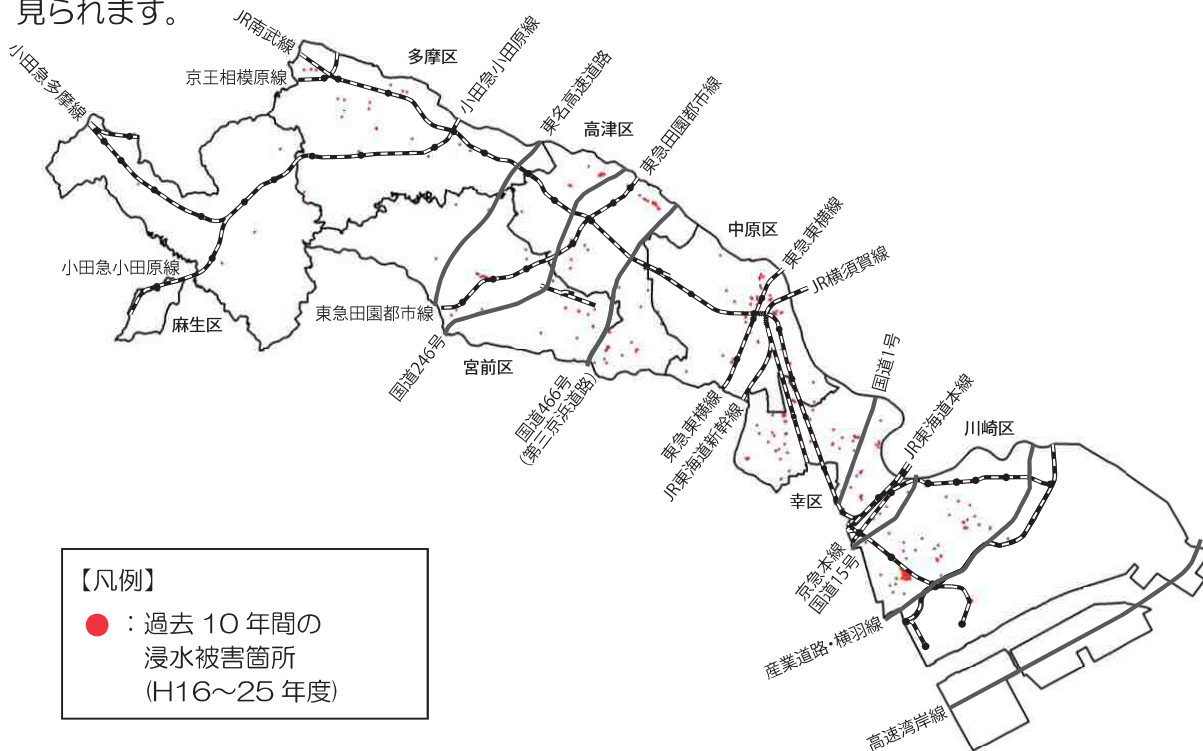 見られます。
JR南武線
多摩区
小田急小田原線
小田急多摩線
京王相模原線
東名高速道路
高津区
東急田園都市線
中原区
東急東横線
JR横須賀線
小田急小田原線
麻生区
東急田園都市線
国道246号
宮前区
国道466号
(第三京浜道路)
東急東横線
JR東海道新幹線
国道1号
JR東海道本線
川崎区
幸区
京急本線
国道15号
産業道路・横羽線
高速湾岸線
【凡例】
：過去 10 年間の
浸水被害箇所
(H16～25 年度)